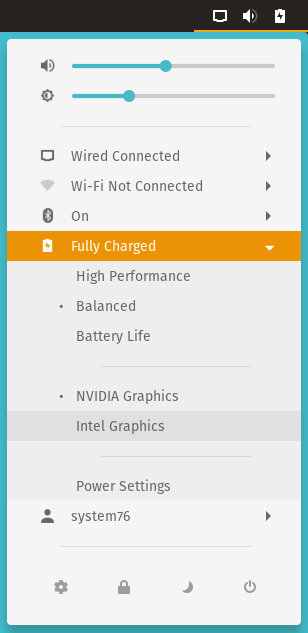 Wired Connected
Wi-Fi Not Connected
On
Fully Charged
High Performance
• Balanced
Battery Life
• NVIDIA Graphics
Intel Graphics
Power Settings
system76